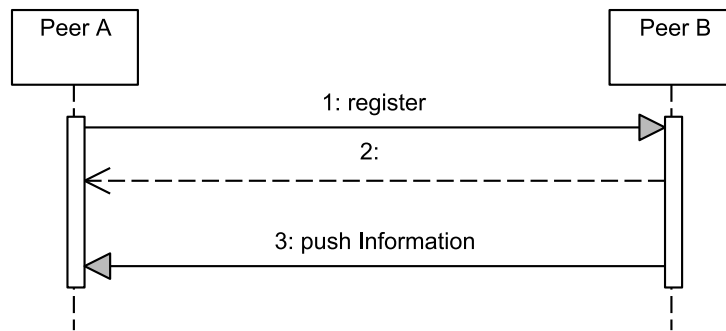 Peer A
Peer B
1: register
2:
3: push Information